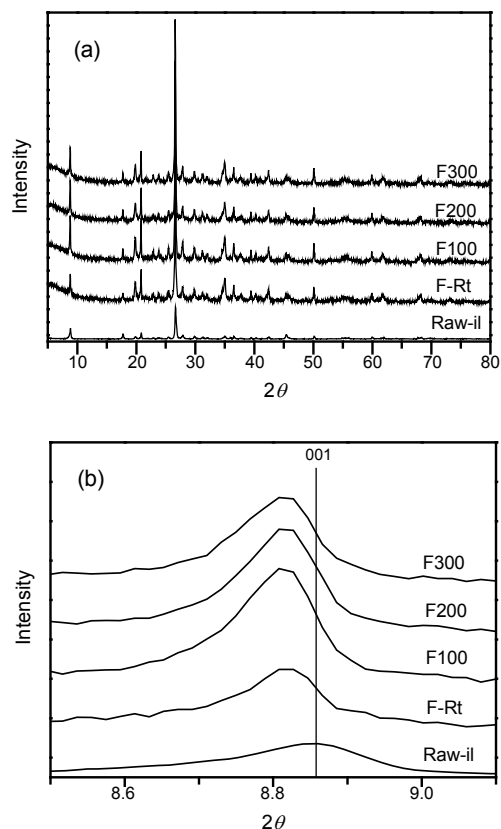 (a)
Intensity
F300
F200
F100
F-Rt
Raw-il
10 20 30 40 50 60 70 80
2θ
001
(b)
Intensity
F300
F200
F100
F-Rt
Raw-il
8.6 8.8 9.0
2θ